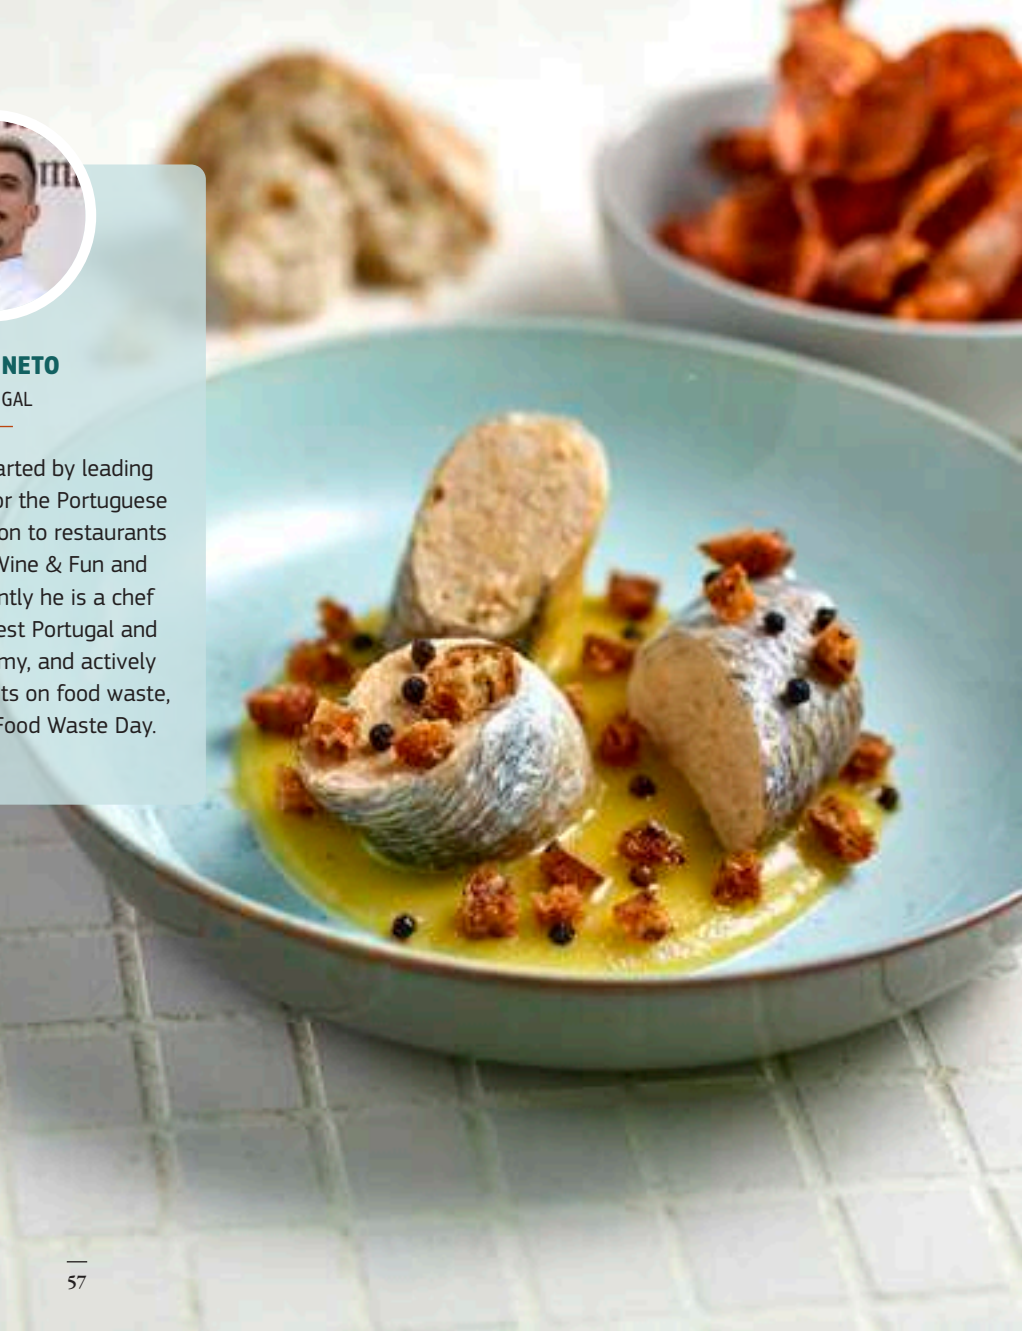 NETO
GAL
arted by leading
or the Portuguese
on to restaurants
Wine & Fun and
ntly he is a chef
est Portugal and
my, and actively
ts on food waste,
Food Waste Day.
57